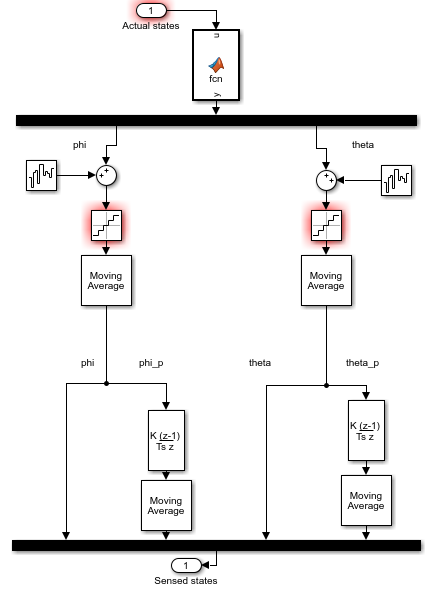 1
Actual states
u
fcn
y
phi
theta
Moving
Average
Moving
Average
phi
phi_p
theta
theta_p
K (z-1)
Ts z
K (z-1)
Ts z
Moving
Average
Moving
Average
1
Sensed states